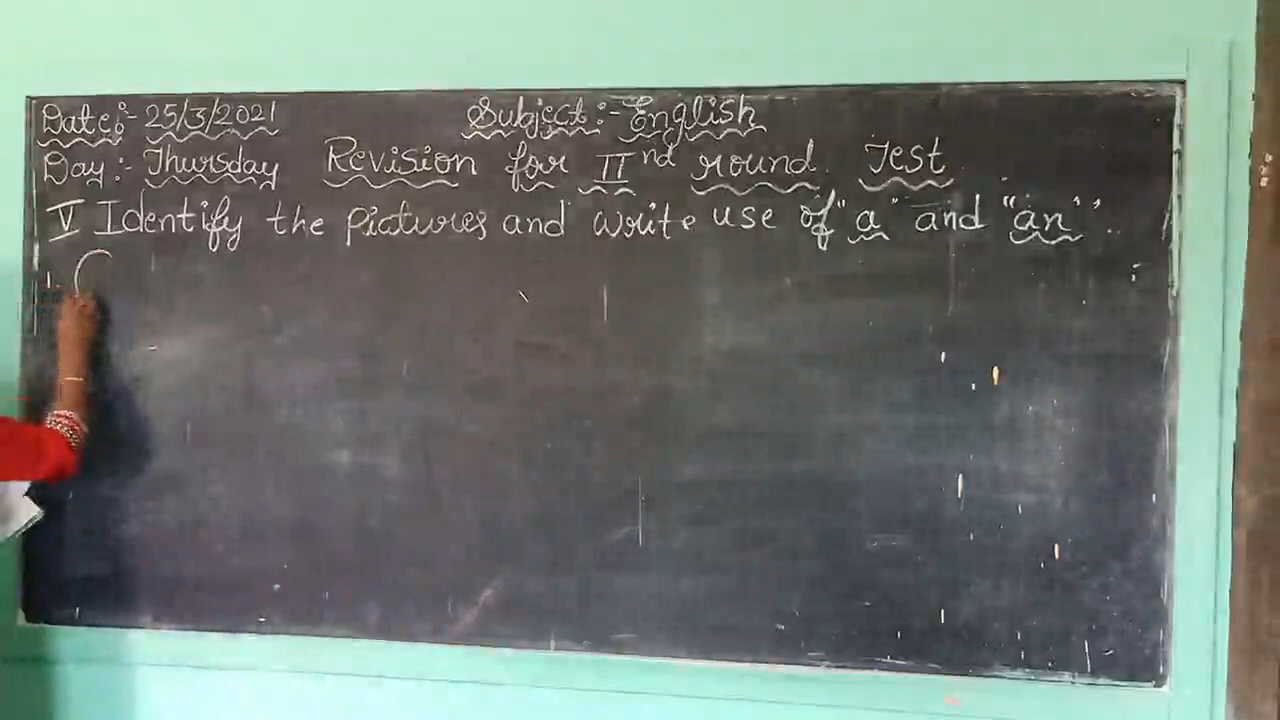 Date:- 25/3/2021 Subject:- English
Day:- Thursday Revision for IInd round Test
V Identify the pictures and write use of "a" and "an".
1.